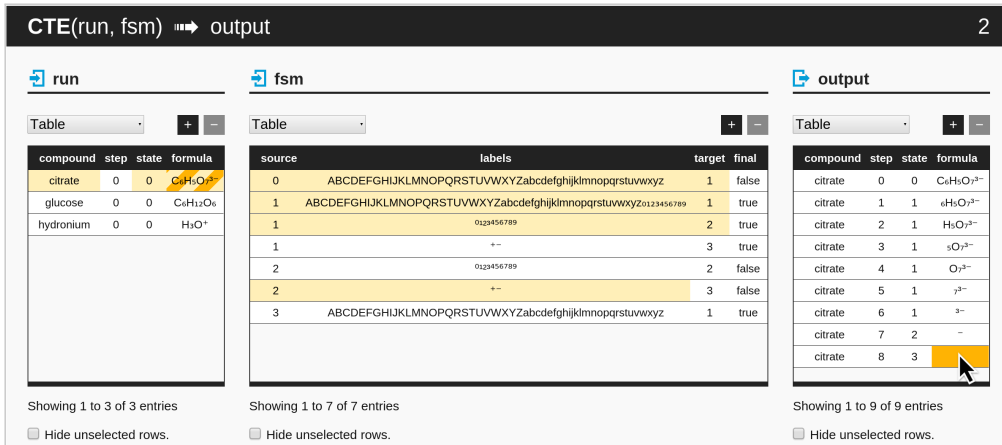 CTE(run, fsm) ➠ output 2
run
fsm
output
Table + −
Table + −
Table + −
compound step state formula
citrate 0 0 C₆H₅O₇³⁻
glucose 0 0 C₆H₁₂O₆
hydronium 0 0 H₃O⁺
source labels target final
0 ABCDEFGHIJKLMNOPQRSTUVWXYZabcdefghijklmnopqrstuvwxyz 1 false
1 ABCDEFGHIJKLMNOPQRSTUVWXYZabcdefghijklmnopqrstuvwxyz₀₁₂₃₄₅₆₇₈₉ 1 true
1 ⁰¹²³⁴⁵⁶⁷⁸⁹ 2 true
1 ⁺⁻ 3 true
2 ⁰¹²³⁴⁵⁶⁷⁸⁹ 2 false
2 ⁺⁻ 3 false
3 ABCDEFGHIJKLMNOPQRSTUVWXYZabcdefghijklmnopqrstuvwxyz 1 true
compound step state formula
citrate 0 0 C₆H₅O₇³⁻
citrate 1 1 ₆H₅O₇³⁻
citrate 2 1 H₅O₇³⁻
citrate 3 1 ₅O₇³⁻
citrate 4 1 O₇³⁻
citrate 5 1 ₇³⁻
citrate 6 1 ³⁻
citrate 7 2 ⁻
citrate 8 3
Showing 1 to 3 of 3 entries
Showing 1 to 7 of 7 entries
Showing 1 to 9 of 9 entries
Hide unselected rows.
Hide unselected rows.
Hide unselected rows.